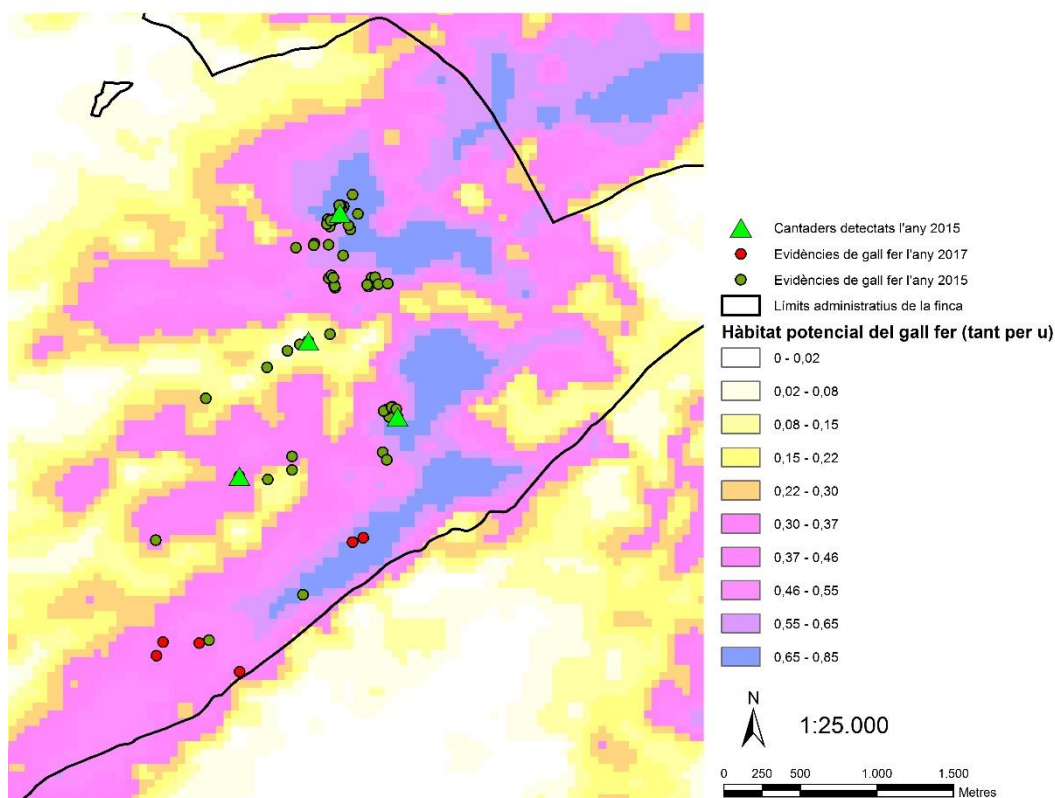 Cantaders detectats l'any 2015
Evidències de gall fer l'any 2017
Evidències de gall fer l'any 2015
Límits administratius de la finca
Hàbitat potencial del gall fer (tant per u)
0 - 0,02
0,02 - 0,08
0,08 - 0,15
0,15 - 0,22
0,22 - 0,30
0,30 - 0,37
0,37 - 0,46
0,46 - 0,55
0,55 - 0,65
0,65 - 0,85
N
1:25.000
0 250 500 1.000 1.500
Metres